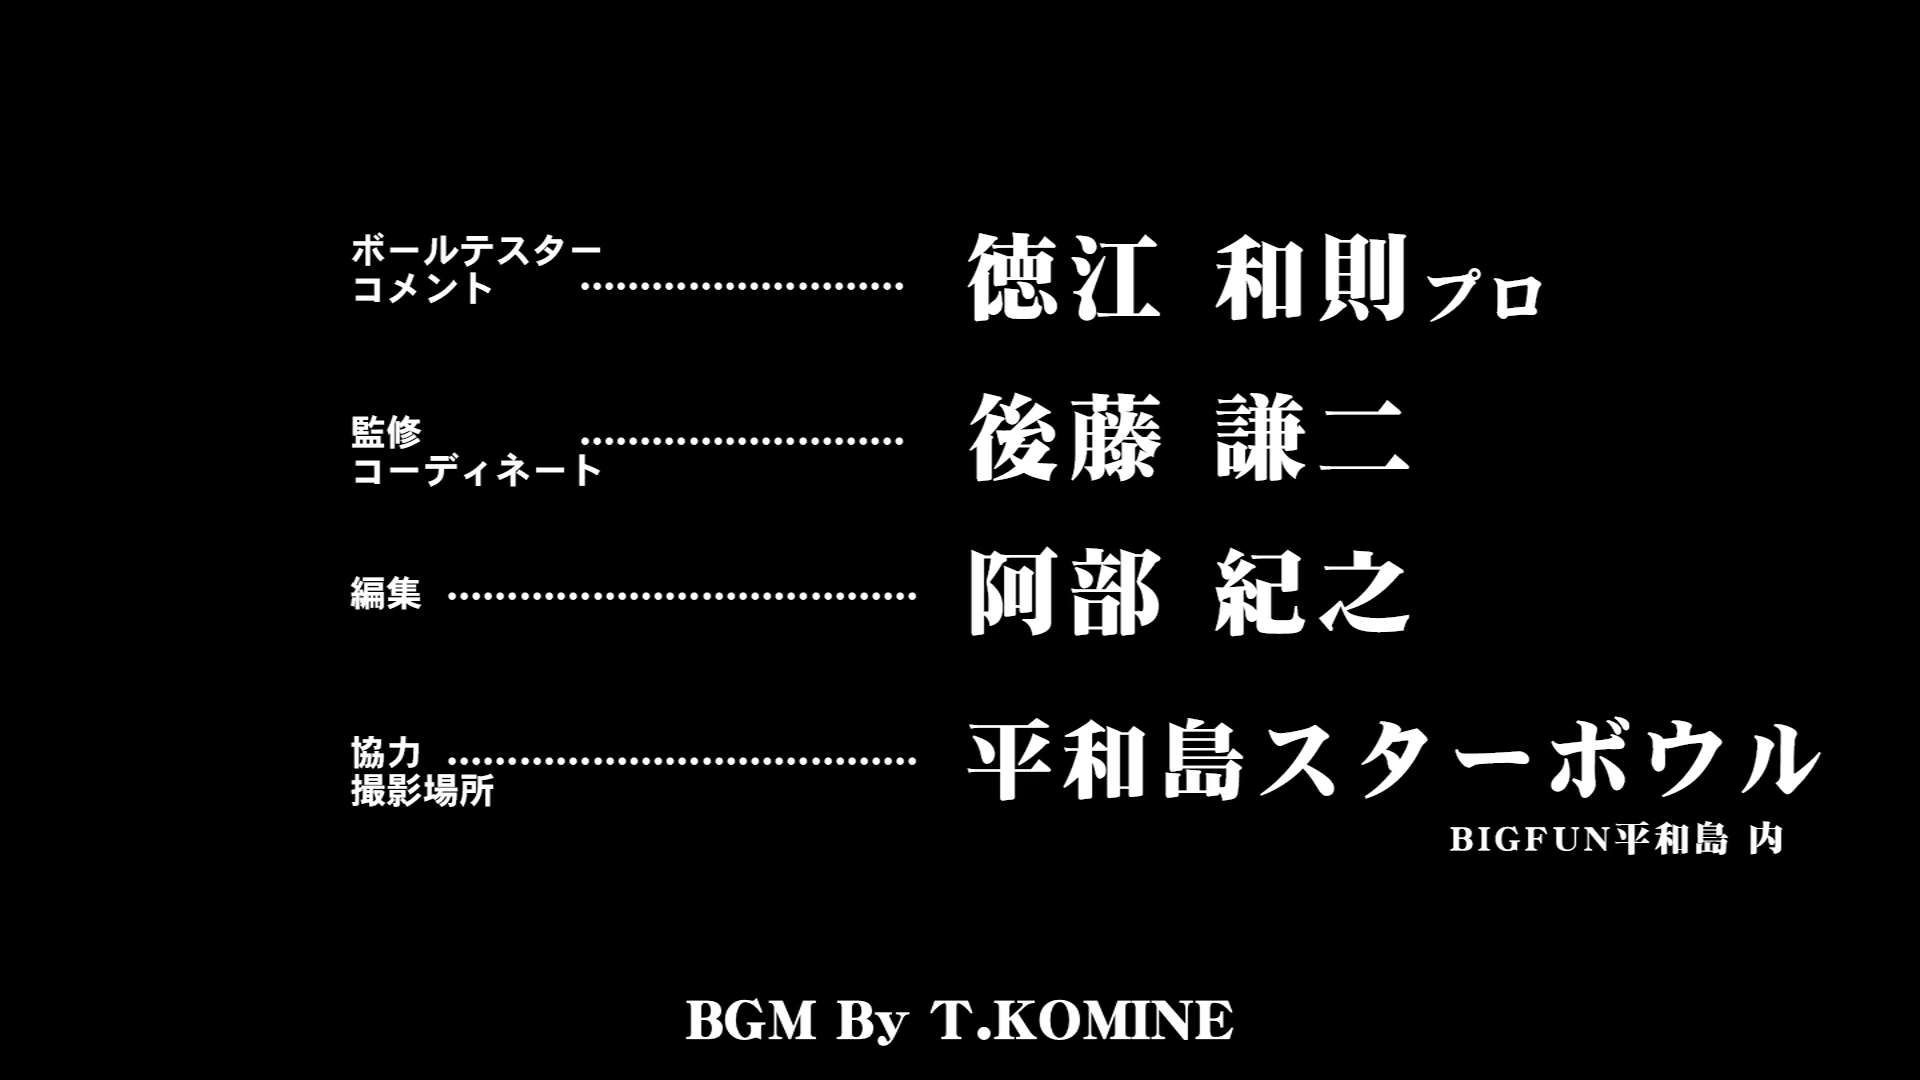 ボールテスター
コメント ........................... 徳江 和則プロ
監修 ........................... 後藤 謙二
コーディネート
編集 ....................................... 阿部 紀之
協力 ....................................... 平和島スターボウル
撮影場所
BIGFUN平和島 内
BGM By T.KOMINE